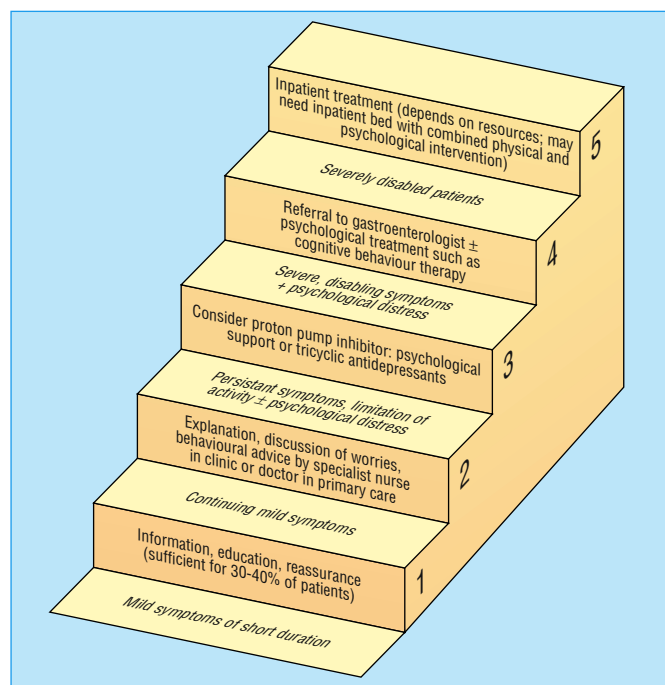 Inpatient treatment (depends on resources; may
need inpatient bed with combined physical and
psychological intervention)
5
Severely disabled patients
Referral to gastroenterologist ±
psychological treatment such as
cognitive behaviour therapy
4
Severe, disabling symptoms
+ psychological distress
Consider proton pump inhibitor: psychological
support or tricyclic antidepressants
3
Persistant symptoms, limitation of
activity ± psychological distress
Explanation, discussion of worries,
behavioural advice by specialist nurse
in clinic or doctor in primary care
2
Continuing mild symptoms
Information, education, reassurance
(sufficient for 30-40% of patients)
1
Mild symptoms of short duration